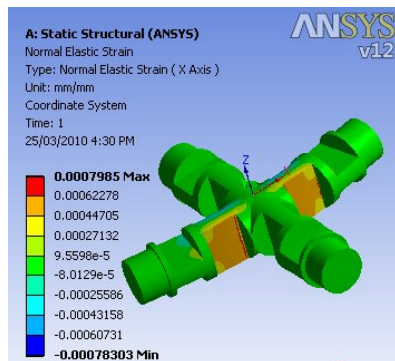 A: Static Structural (ANSYS)
Normal Elastic Strain
Type: Normal Elastic Strain ( X Axis )
Unit: mm/mm
Coordinate System
Time: 1
25/03/2010 4:30 PM
ANSYS
v12
0.0007985 Max
0.00062278
0.00044705
0.00027132
9.5598e-5
-8.0129e-5
-0.00025586
-0.00043158
-0.00060731
-0.00078303 Min
Z